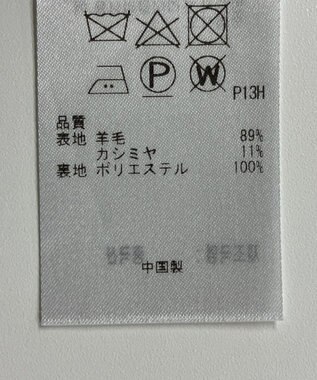 P
W
P13H
品質
表地 羊毛 89%
カシミヤ 11%
裏地 ポリエステル 100%
中国製